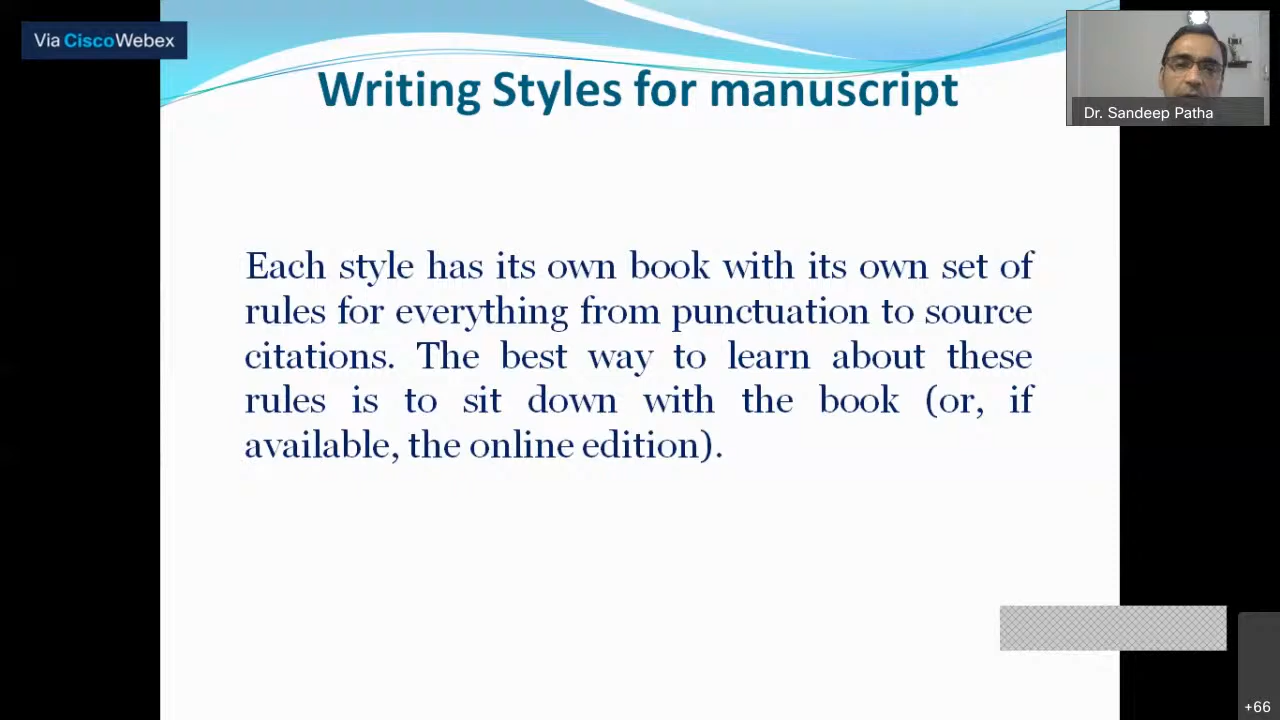 Via Cisco Webex
Writing Styles for manuscript
Dr. Sandeep Patha
Each style has its own book with its own set of
rules for everything from punctuation to source
citations. The best way to learn about these
rules is to sit down with the book (or, if
available, the online edition).
+66